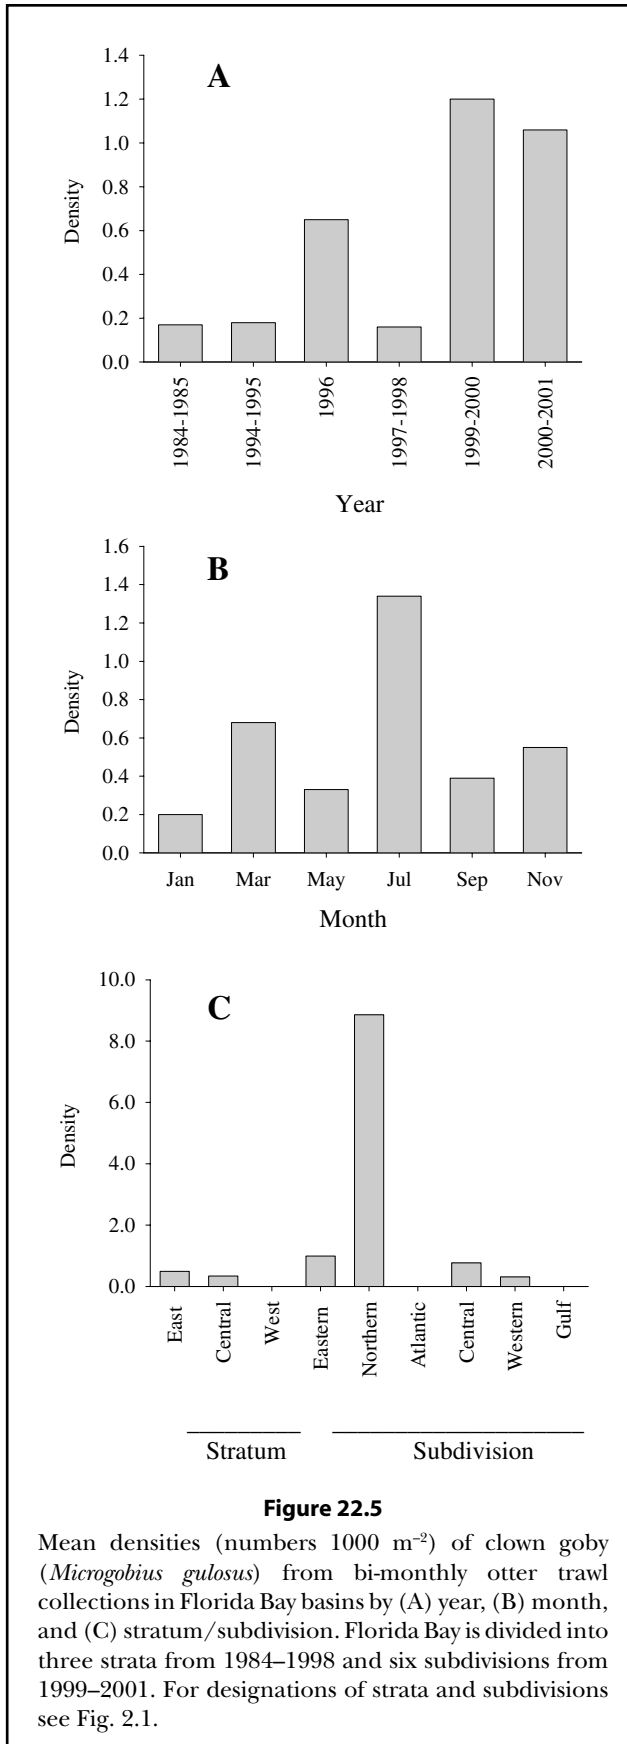 A
1.4
1.2
1.0
0.8
0.6
0.4
0.2
0.0
Density
1984-1985
1994-1995
1996
1997-1998
1999-2000
2000-2001
Year
B
1.6
1.4
1.2
1.0
0.8
0.6
0.4
0.2
0.0
Density
Jan Mar May Jul Sep Nov
Month
C
10.0
8.0
6.0
4.0
2.0
0.0
Density
East
Central
West
Eastern
Northern
Atlantic
Central
Western
Gulf
Stratum Subdivision
Figure 22.5
Mean densities (numbers 1000 m⁻²) of clown goby
(Microgobius gulosus) from bi-monthly otter trawl
collections in Florida Bay basins by (A) year, (B) month,
and (C) stratum/subdivision. Florida Bay is divided into
three strata from 1984–1998 and six subdivisions from
1999–2001. For designations of strata and subdivisions
see Fig. 2.1.